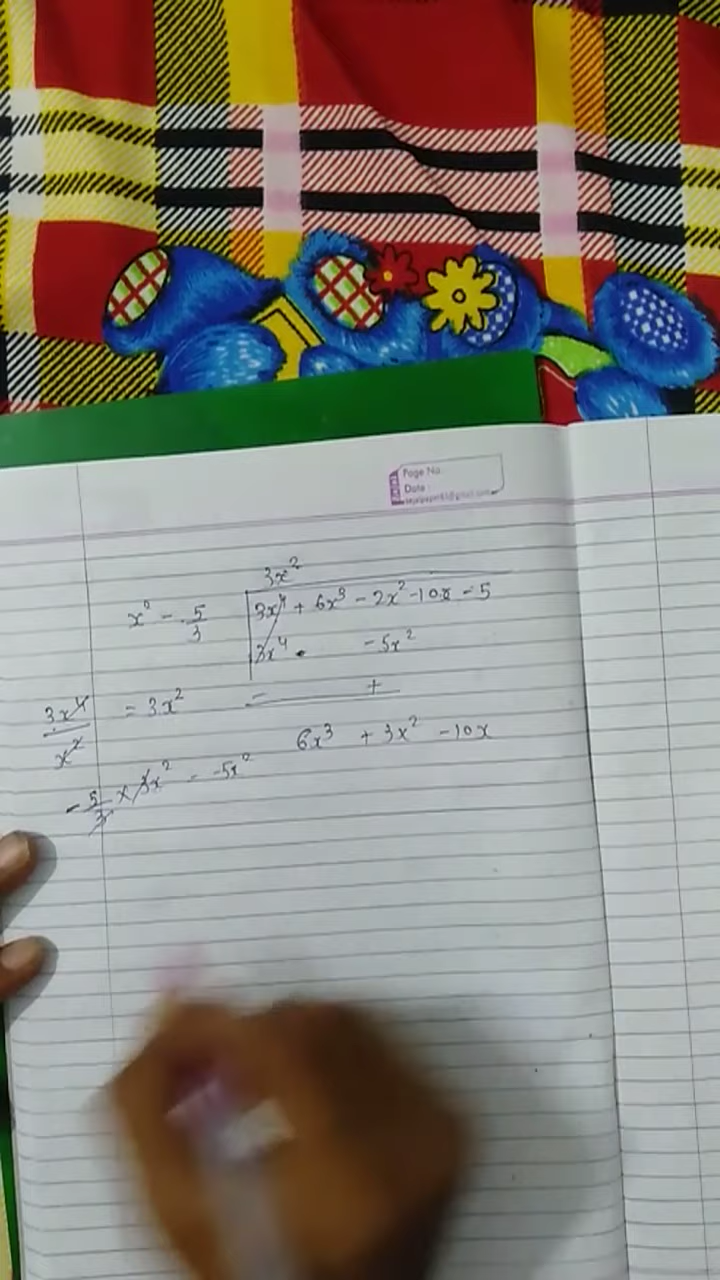 Page No.
Date :
3x²
x² - 5/3 3x⁴ + 6x³ - 2x² - 10x - 5
3x⁴ - 5x²
3x⁴/x² = 3x² - +
6x³ + 3x² - 10x
- 5/3 × 3x² = -5x²